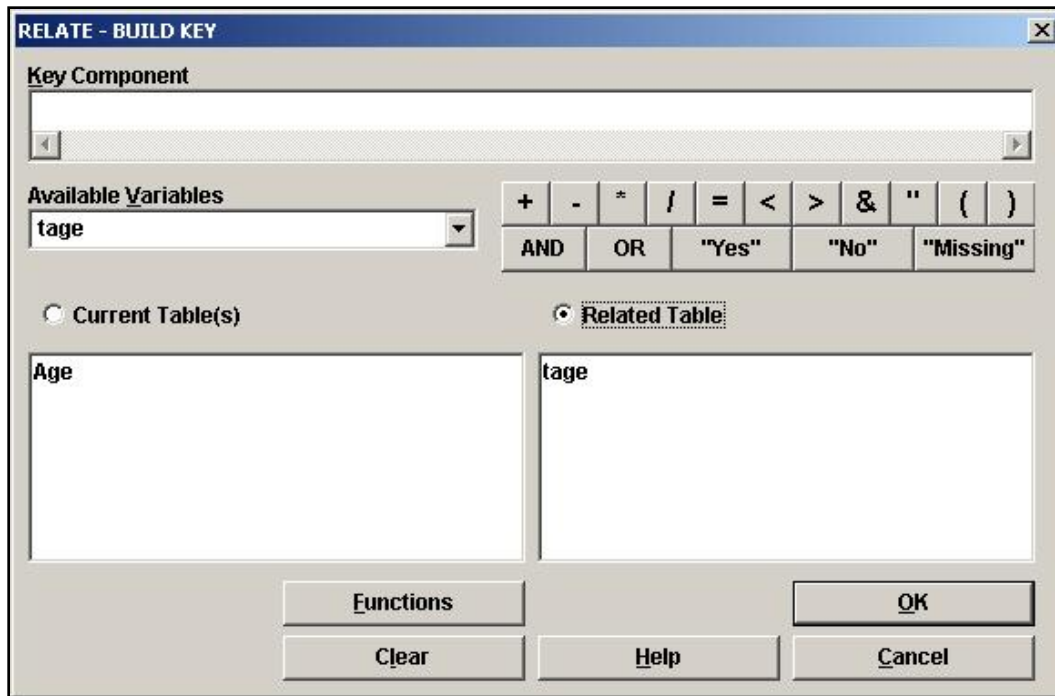 RELATE - BUILD KEY
Key Component
Available Variables
tage
+ - * / = < > & " ( )
AND OR "Yes" "No" "Missing"
Current Table(s) Related Table
Age tage
Functions OK
Clear Help Cancel